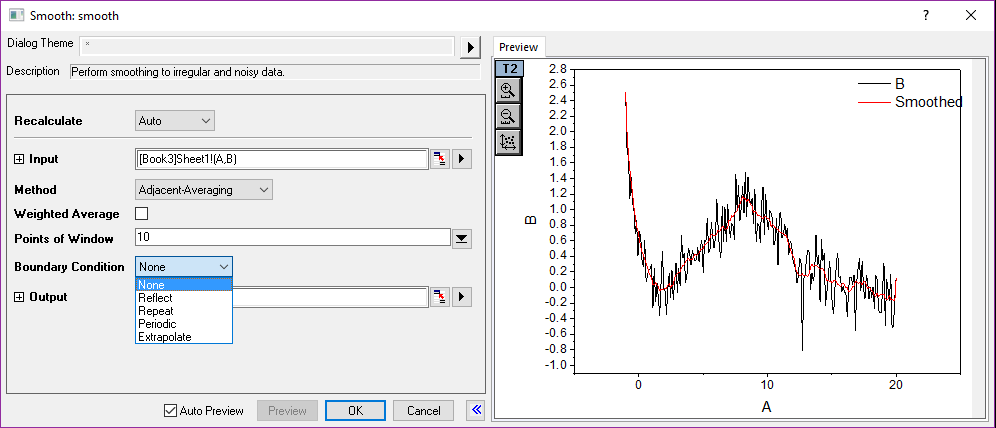 Smooth: smooth
Dialog Theme *
Description Perform smoothing to irregular and noisy data.
Recalculate Auto
Input [Book3]Sheet1!(A,B)
Method Adjacent-Averaging
Weighted Average
Points of Window 10
Boundary Condition None
None
Reflect
Repeat
Periodic
Extrapolate
Output
Auto Preview Preview OK Cancel
Preview
T2
B
Smoothed
2.8
2.6
2.4
2.2
2.0
1.8
1.6
1.4
1.2
1.0
0.8
0.6
0.4
0.2
0.0
-0.2
-0.4
-0.6
-0.8
-1.0
B
0 10 20
A